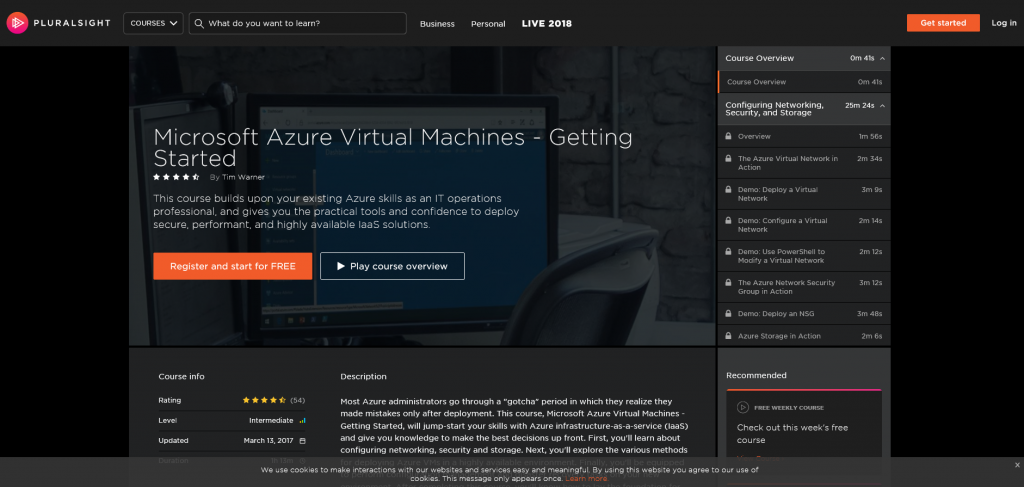 PLURALSIGHT
COURSES
What do you want to learn?
Business
Personal
LIVE 2018
Get started
Log in
Microsoft Azure Virtual Machines - Getting
Started
By Tim Warner
This course builds upon your existing Azure skills as an IT operations
professional, and gives you the practical tools and confidence to deploy
secure, performant, and highly available IaaS solutions.
Register and start for FREE
Play course overview
Course Overview 0m 41s
Course Overview 0m 41s
Configuring Networking, 25m 24s
Security, and Storage
Overview 1m 56s
The Azure Virtual Network in 2m 34s
Action
Demo: Deploy a Virtual 3m 9s
Network
Demo: Configure a Virtual 2m 14s
Network
Demo: Use PowerShell to 2m 12s
Modify a Virtual Network
The Azure Network Security 3m 12s
Group in Action
Demo: Deploy an NSG 3m 48s
Azure Storage in Action 2m 6s
Course info
Rating (54)
Level Intermediate
Updated March 13, 2017
Duration
Description
Most Azure administrators go through a "gotcha" period in which they realize they
made mistakes only after deployment. This course, Microsoft Azure Virtual Machines -
Getting Started, will jump-start your skills with Azure infrastructure-as-a-service (IaaS)
and give you knowledge to make the best decisions up front. First, you'll learn about
configuring networking, security and storage. Next, you'll explore the various methods
Recommended
FREE WEEKLY COURSE
Check out this week's free
course
We use cookies to make interactions with our websites and services easy and meaningful. By using this website you agree to our use of
cookies. This message only appears once. Learn more.
x